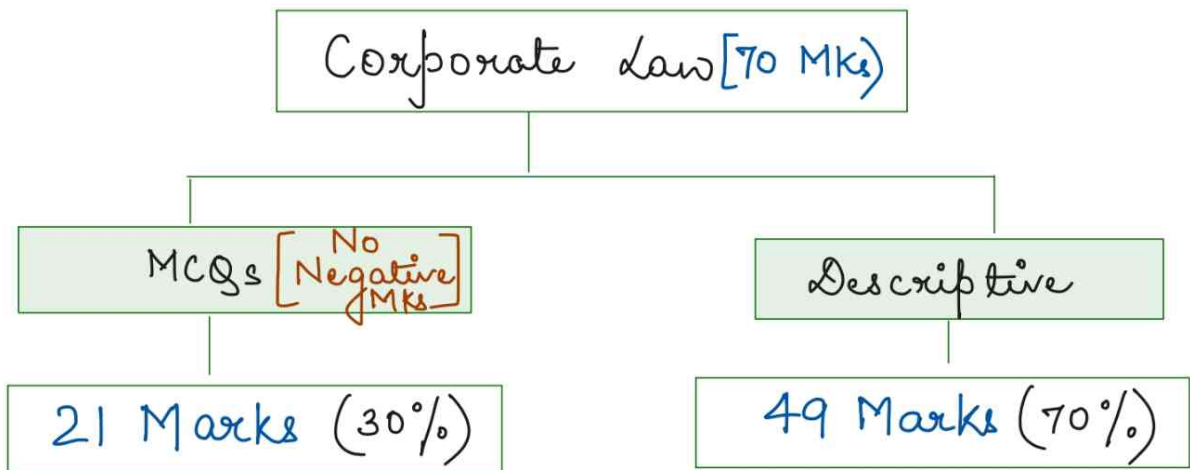 Corporate Law [70 MKs)
MCQs [No Negative MKs]
Descriptive
21 Marks (30%)
49 Marks (70%)